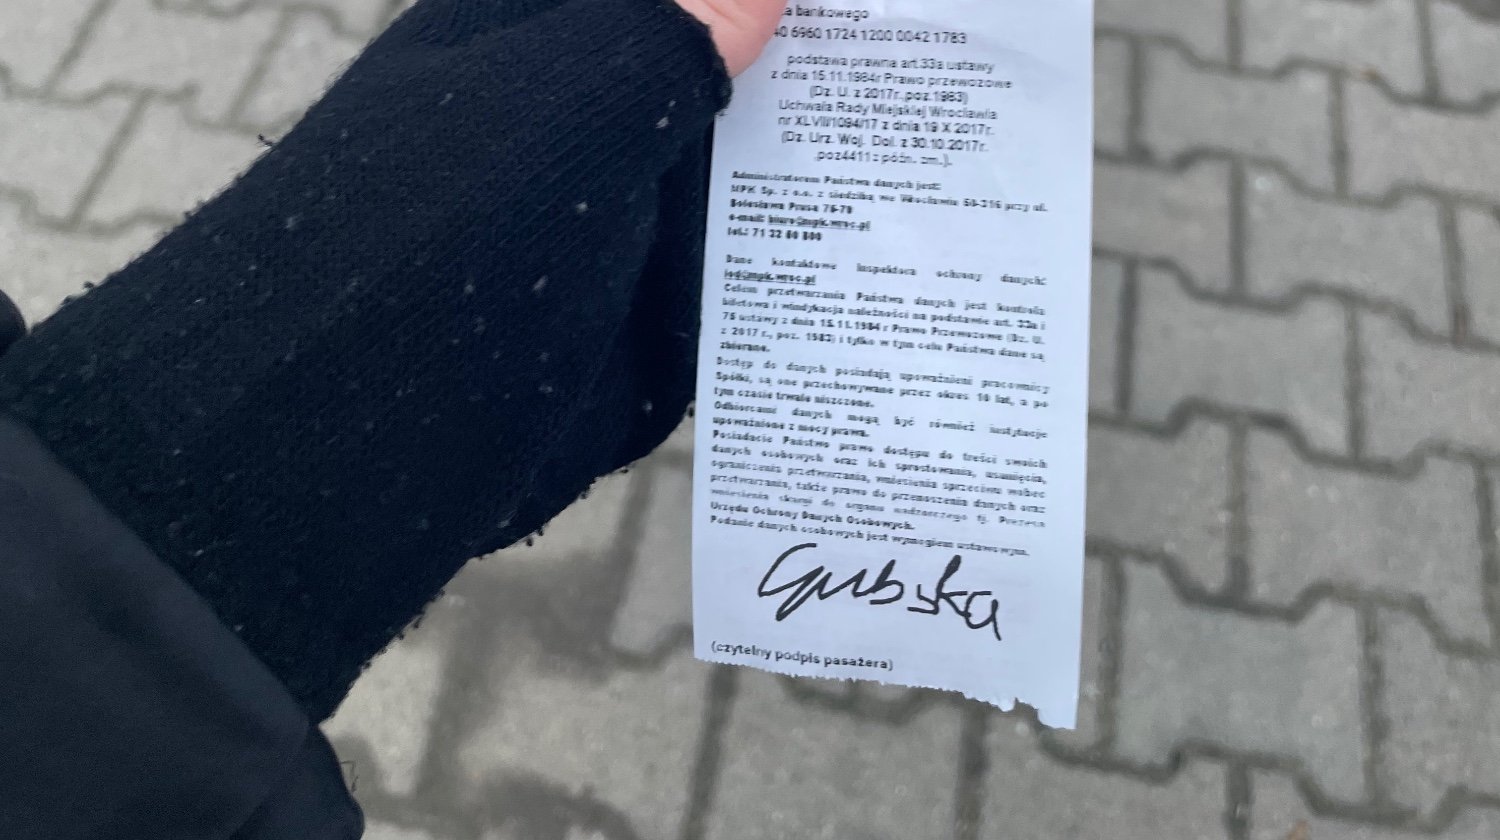 a bankowego
40 6960 1724 1200 0042 1783
podstawa prawna art.33a ustawy
z dnia 15.11.1984r Prawo przewozowe
(Dz. U. z 2017r.,poz.1983)
Uchwała Rady Miejskiej Wrocławia
nr XLVIII/1094/17 z dnia 19 X 2017r.
(Dz. Urz. Woj. Dol. z 30.10.2017r.
,poz4411 z późn. zm.).
Administratorem Państwa danych jest:
MPK Sp. z o.o. z siedzibą we Wrocławiu 50-316 przy ul.
Bolesława Prusa 75-79
e-mail: biuro@mpk.wroc.pl
tel.: 71 32 50 800
Dane kontaktowe inspektora ochrony danych:
iod@mpk.wroc.pl
Celem przetwarzania Państwa danych jest kontrola
biletowa i windykacja należności na podstawie art. 33a i
75 ustawy z dnia 15.11.1984 r Prawo Przewozowe (Dz. U.
z 2017 r., poz. 1983) i tylko w tym celu Państwa dane są
zbierane.
Dostęp do danych posiadają upoważnieni pracownicy
Spółki, są one przechowywane przez okres 10 lat, a po
tym czasie trwale niszczone.
Odbiorcami danych mogą być również instytucje
upoważnione z mocy prawa.
Posiadacie Państwo prawo dostępu do treści swoich
danych osobowych oraz ich sprostowania, usunięcia,
ograniczenia przetwarzania, wniesienia sprzeciwu wobec
przetwarzania, także prawo do przenoszenia danych oraz
wniesienia skargi do organu nadzorczego tj. Prezesa
Urzędu Ochrony Danych Osobowych.
Podanie danych osobowych jest wymogiem ustawowym.
(czytelny podpis pasażera)